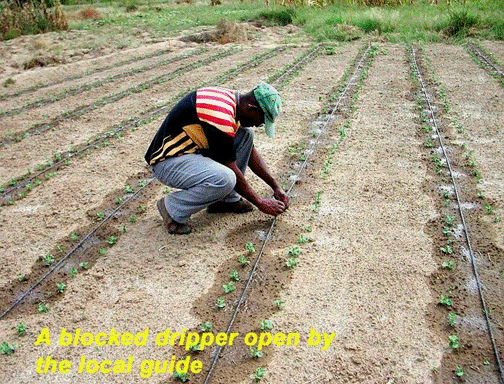 A blocked dripper open by
the local guide